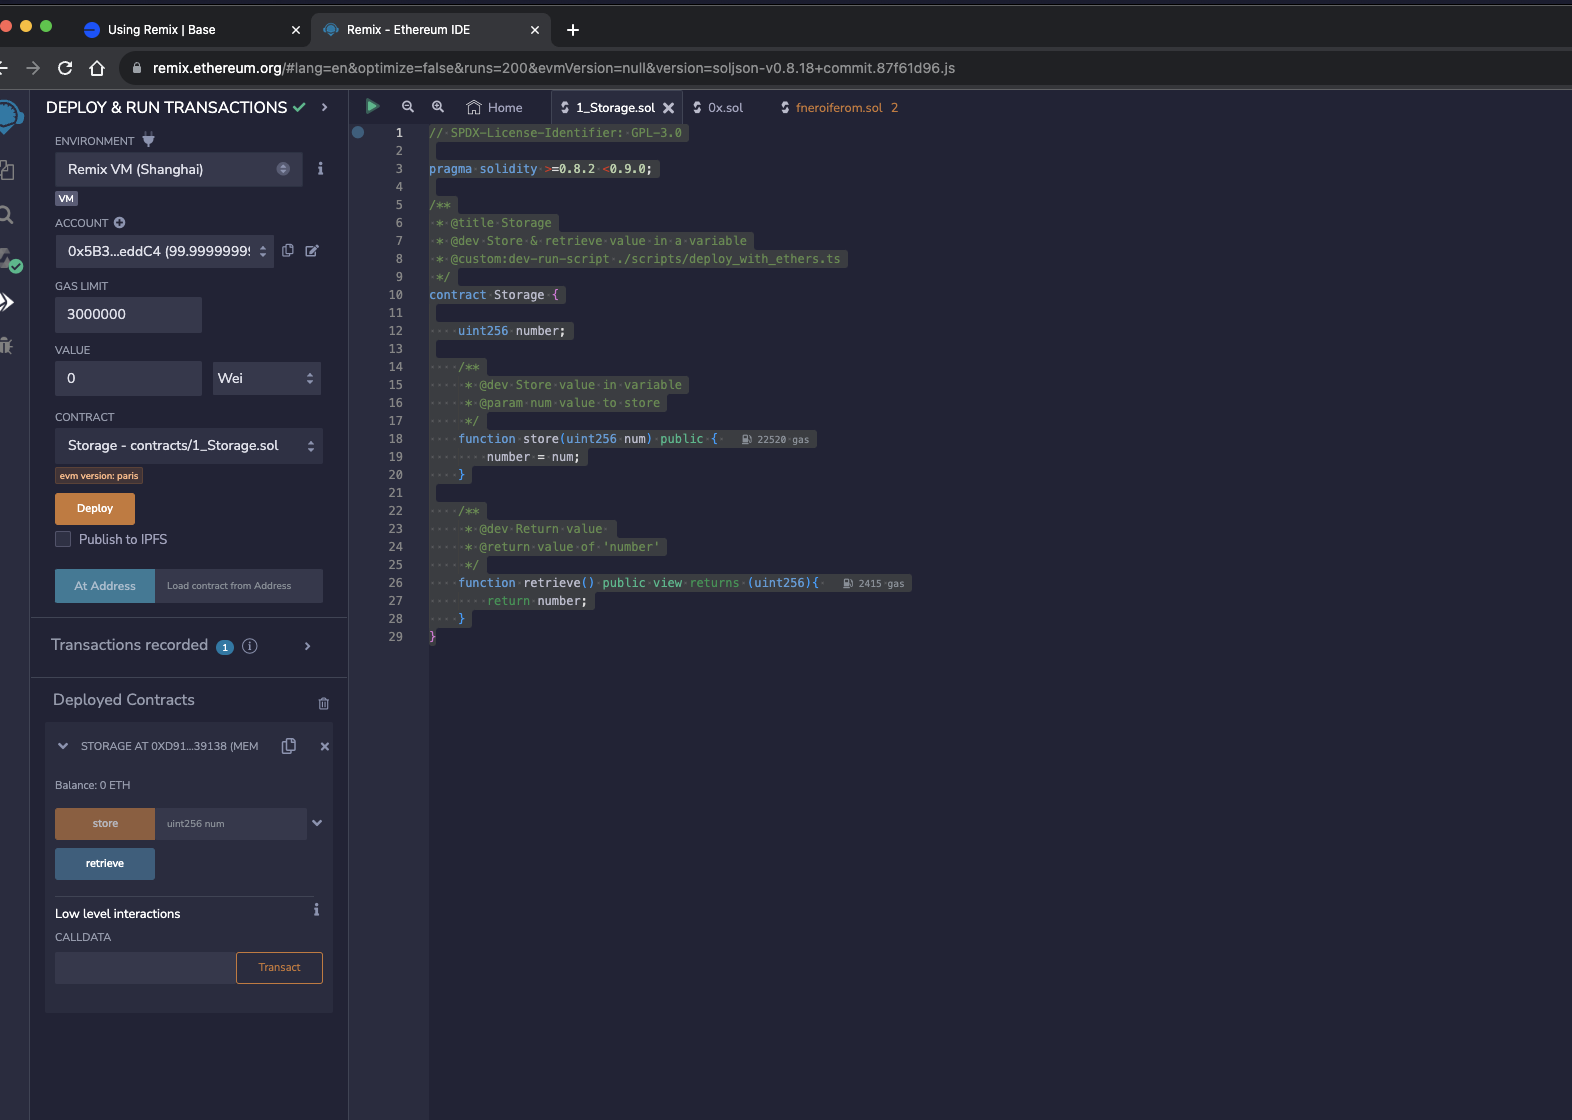 Using Remix | Base
Remix - Ethereum IDE
remix.ethereum.org/#lang=en&optimize=false&runs=200&evmVersion=null&version=soljson-v0.8.18+commit.87f61d96.js
DEPLOY & RUN TRANSACTIONS
ENVIRONMENT
Remix VM (Shanghai)
VM
ACCOUNT
0x5B3...eddC4 (99.9999999
GAS LIMIT
3000000
VALUE
0
Wei
CONTRACT
Storage - contracts/1_Storage.sol
evm version: paris
Deploy
Publish to IPFS
At Address
Load contract from Address
Transactions recorded 1
Deployed Contracts
STORAGE AT 0XD91...39138 (MEM
Balance: 0 ETH
store
uint256 num
retrieve
Low level interactions
CALLDATA
Transact
Home
1_Storage.sol
0x.sol
fneroiferom.sol 2
1 // SPDX-License-Identifier: GPL-3.0
2
3 pragma solidity >=0.8.2 <0.9.0;
4
5 /**
6 * @title Storage
7 * @dev Store & retrieve value in a variable
8 * @custom:dev-run-script ./scripts/deploy_with_ethers.ts
9 */
10 contract Storage {
11
12 uint256 number;
13
14 /**
15 * @dev Store value in variable
16 * @param num value to store
17 */
18 function store(uint256 num) public { 22520 gas
19 number = num;
20 }
21
22 /**
23 * @dev Return value
24 * @return value of 'number'
25 */
26 function retrieve() public view returns (uint256){ 2415 gas
27 return number;
28 }
29 }